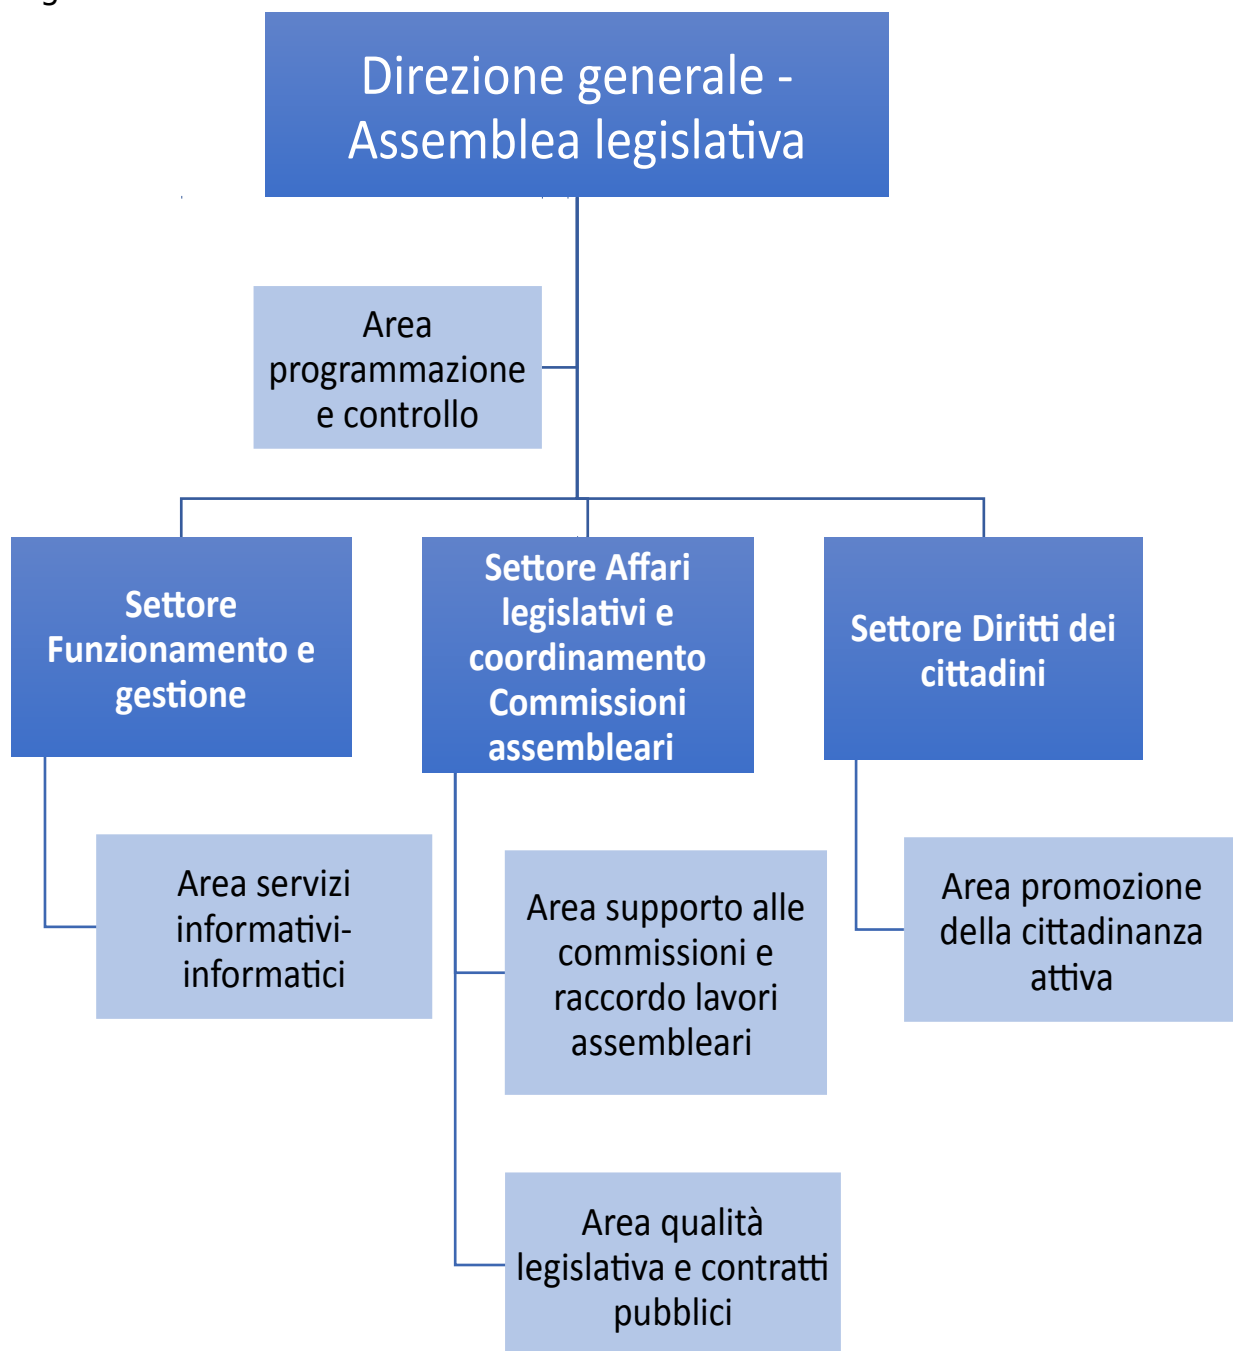 Direzione generale -
Assemblea legislativa
Area
programmazione
e controllo
Settore
Funzionamento e
gestione
Settore Affari
legislativi e
coordinamento
Commissioni
assembleari
Settore Diritti dei
cittadini
Area servizi
informativi-
informatici
Area supporto alle
commissioni e
raccordo lavori
assembleari
Area promozione
della cittadinanza
attiva
Area qualità
legislativa e contratti
pubblici